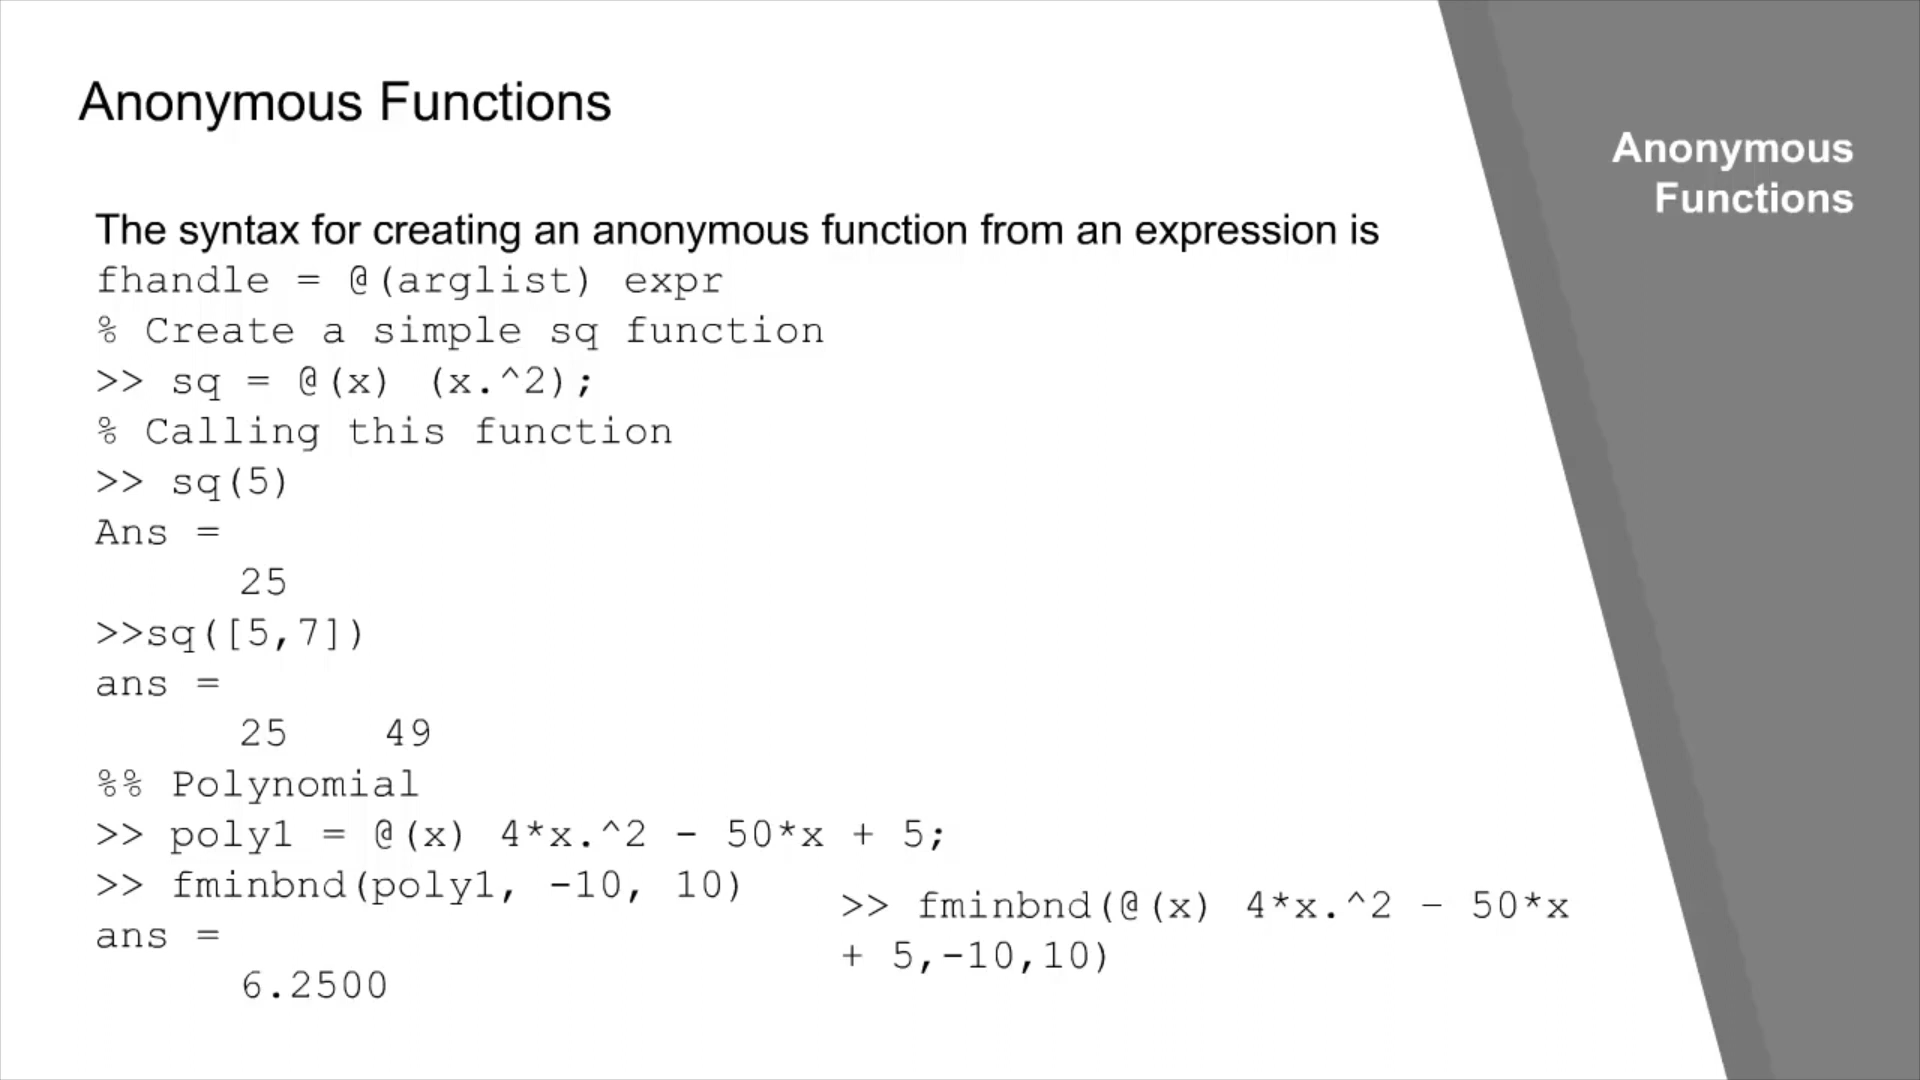 Anonymous Functions
Anonymous
Functions
The syntax for creating an anonymous function from an expression is
fhandle = @(arglist) expr
% Create a simple sq function
>> sq = @(x) (x.^2);
% Calling this function
>> sq(5)
Ans =
25
>>sq([5,7])
ans =
25 49
%% Polynomial
>> poly1 = @(x) 4*x.^2 - 50*x + 5;
>> fminbnd(poly1, -10, 10)
ans =
6.2500
>> fminbnd(@(x) 4*x.^2 – 50*x
+ 5,-10,10)